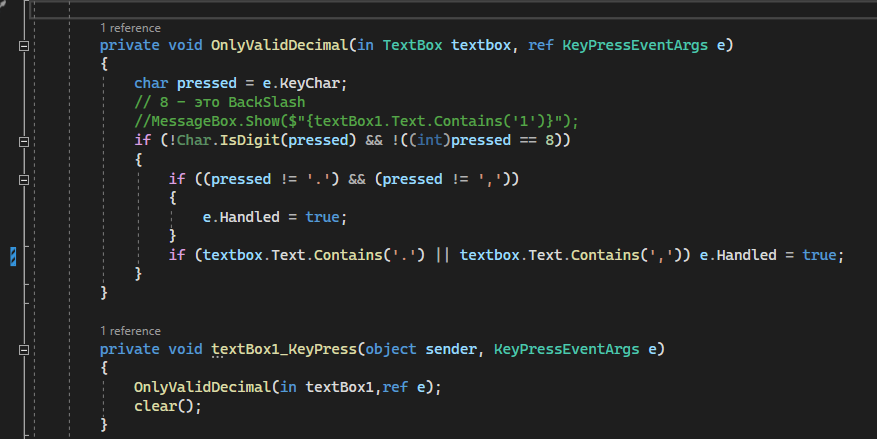 1 reference
private void OnlyValidDecimal(in TextBox textbox, ref KeyPressEventArgs e)
{
char pressed = e.KeyChar;
// 8 - это BackSlash
//MessageBox.Show($"{textBox1.Text.Contains('1')}");
if (!Char.IsDigit(pressed) && !((int)pressed == 8))
{
if ((pressed != '.') && (pressed != ','))
{
e.Handled = true;
}
if (textbox.Text.Contains('.') || textbox.Text.Contains(',')) e.Handled = true;
}
}
1 reference
private void textBox1_KeyPress(object sender, KeyPressEventArgs e)
{
OnlyValidDecimal(in textBox1,ref e);
clear();
}